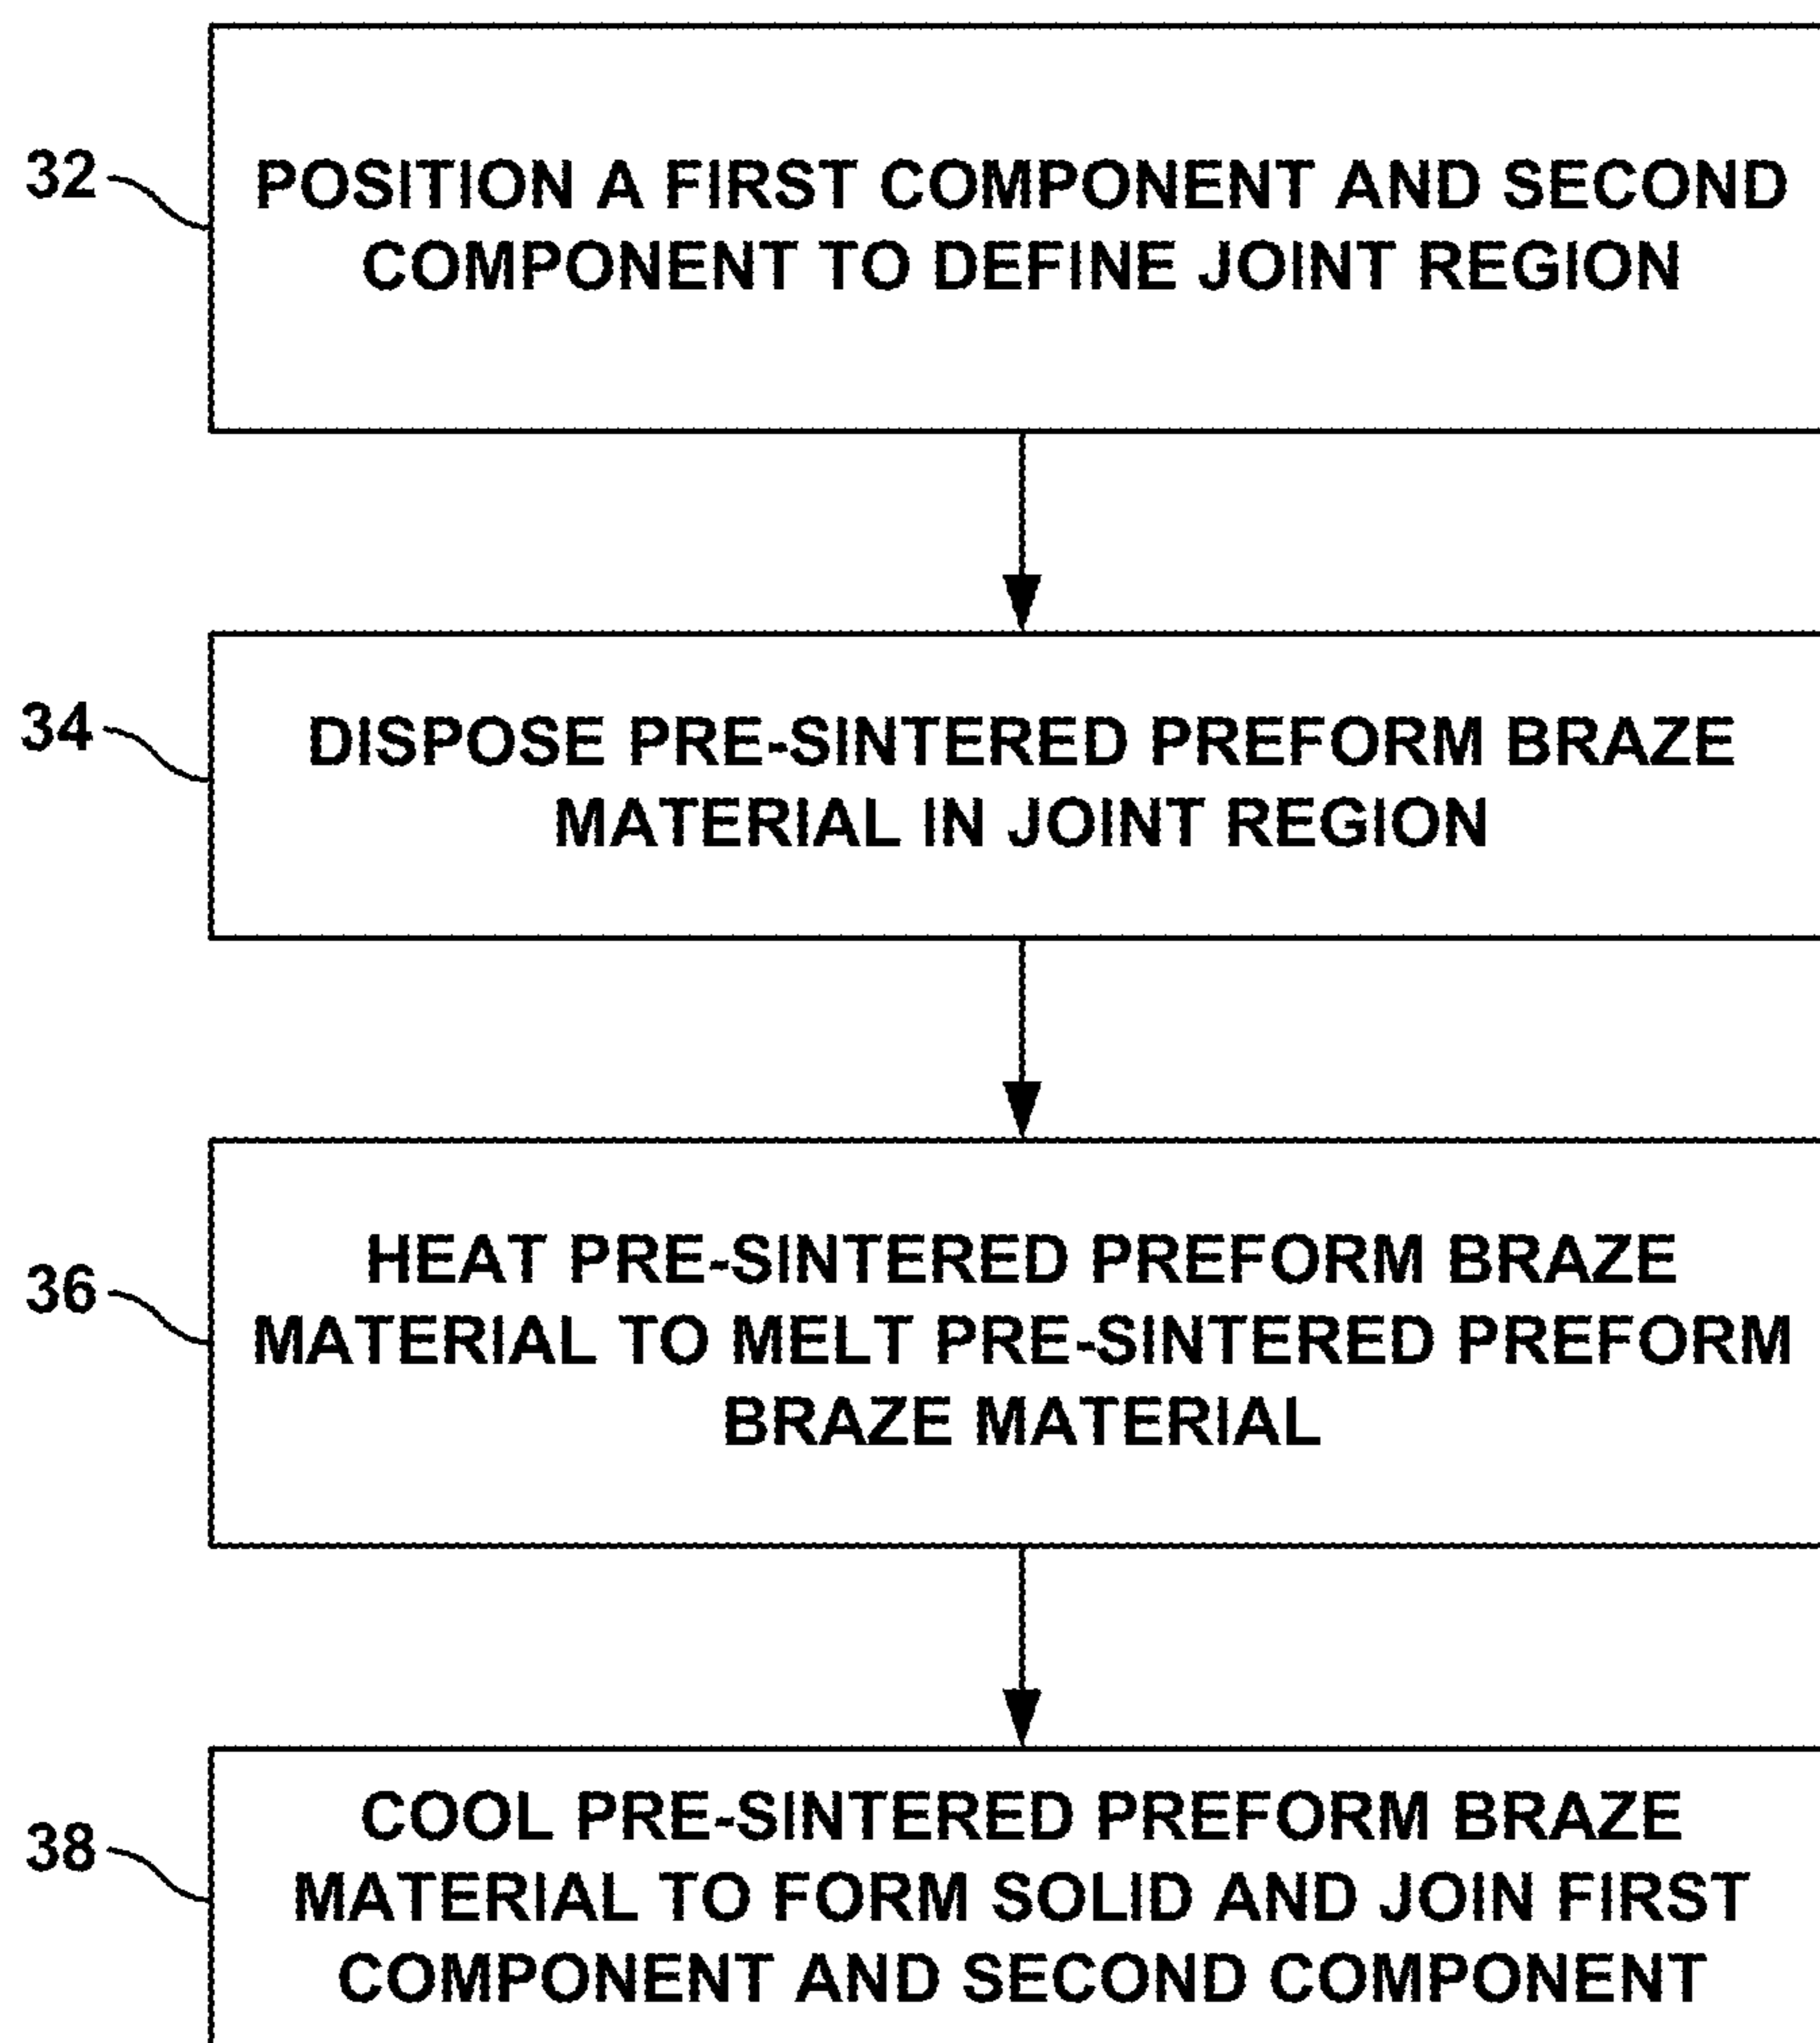 32
POSITION A FIRST COMPONENT AND SECOND
COMPONENT TO DEFINE JOINT REGION
34
DISPOSE PRE-SINTERED PREFORM BRAZE
MATERIAL IN JOINT REGION
36
HEAT PRE-SINTERED PREFORM BRAZE
MATERIAL TO MELT PRE-SINTERED PREFORM
BRAZE MATERIAL
38
COOL PRE-SINTERED PREFORM BRAZE
MATERIAL TO FORM SOLID AND JOIN FIRST
COMPONENT AND SECOND COMPONENT